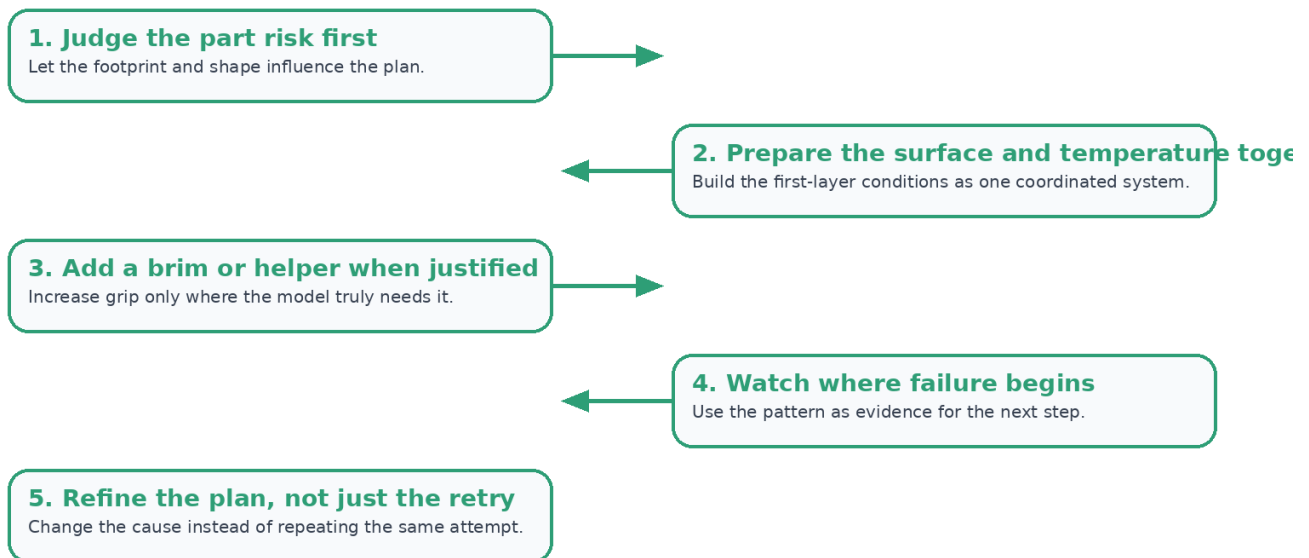 1. Judge the part risk first
Let the footprint and shape influence the plan.
2. Prepare the surface and temperature toge
Build the first-layer conditions as one coordinated system.
3. Add a brim or helper when justified
Increase grip only where the model truly needs it.
4. Watch where failure begins
Use the pattern as evidence for the next step.
5. Refine the plan, not just the retry
Change the cause instead of repeating the same attempt.